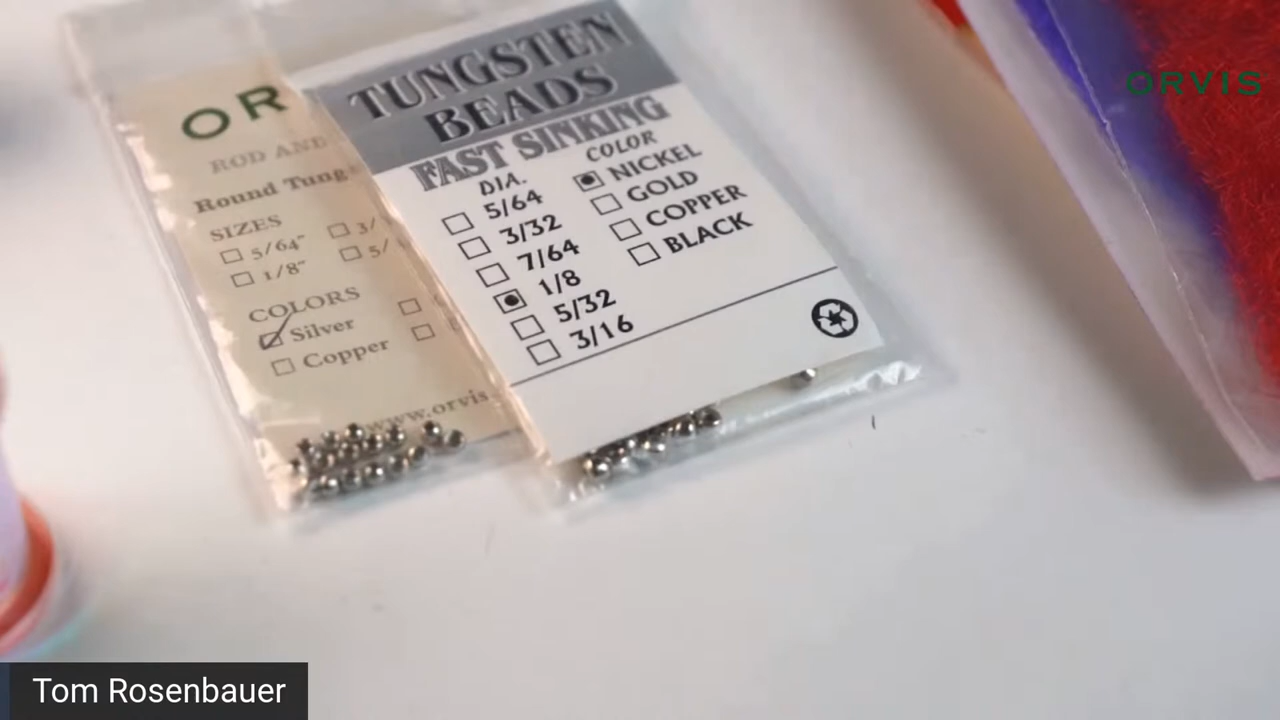 OR
ROD AND
Round Tung
SIZES
5/64"
3/
1/8"
5/
COLORS
Silver
Copper
www.orvis
TUNGSTEN
BEADS
FAST SINKING
DIA.
5/64
3/32
7/64
1/8
5/32
3/16
COLOR
NICKEL
GOLD
COPPER
BLACK
ORVIS
Tom Rosenbauer